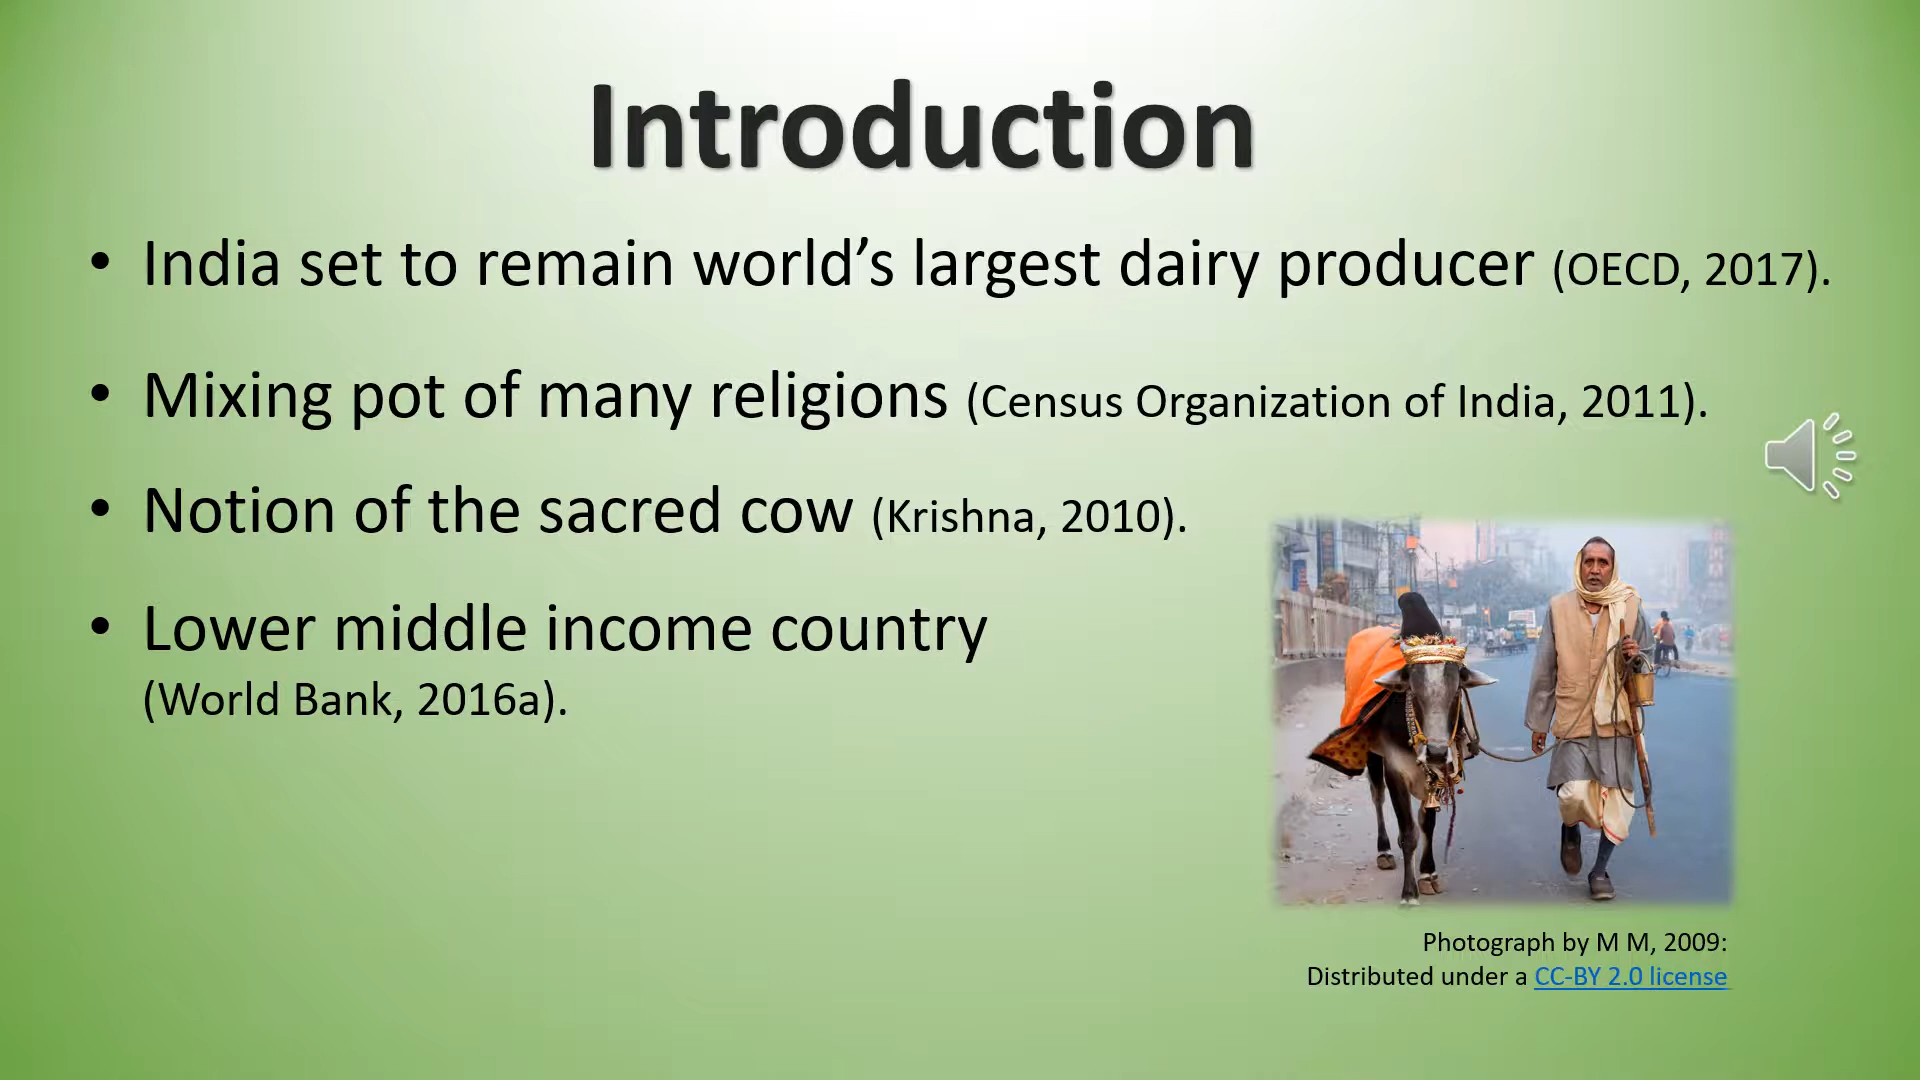 Introduction
• India set to remain world’s largest dairy producer (OECD, 2017).
• Mixing pot of many religions (Census Organization of India, 2011).
• Notion of the sacred cow (Krishna, 2010).
• Lower middle income country
(World Bank, 2016a).
Photograph by M M, 2009:
Distributed under a CC-BY 2.0 license